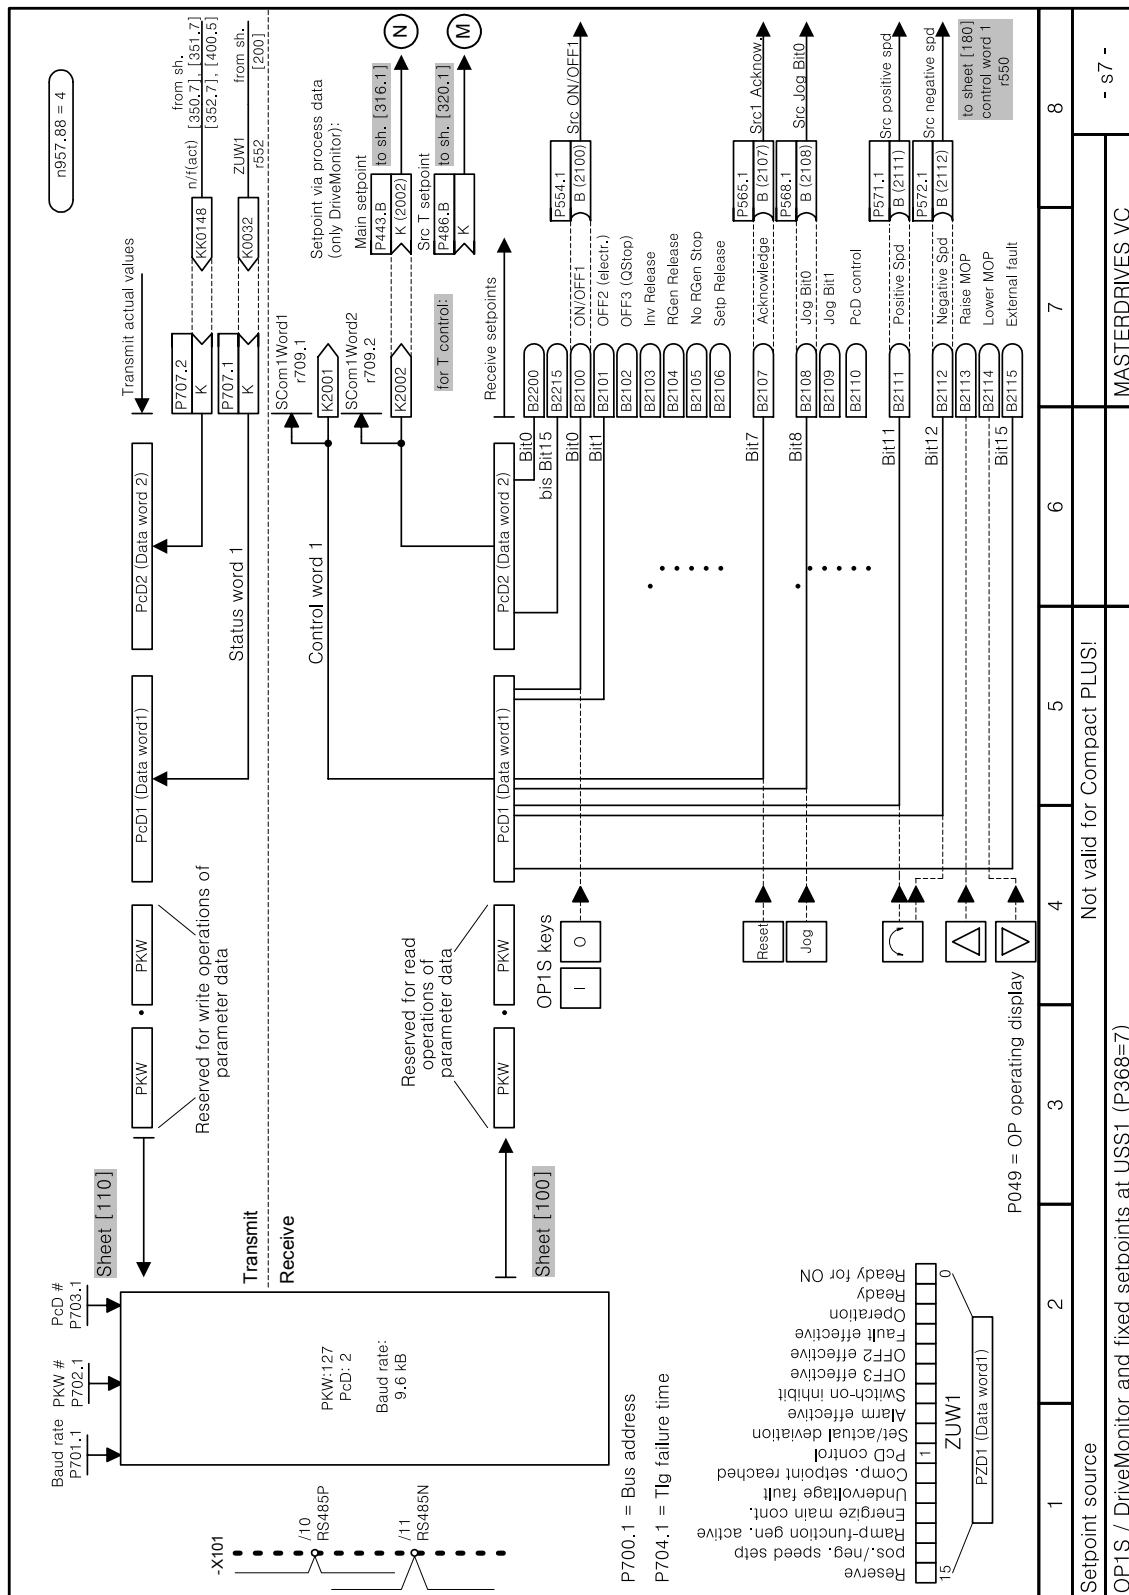 n957.88 = 4
Baud rate
P701.1
PKW #
P702.1
PcD #
P703.1
Sheet [110]
PKW
PKW
Reserved for write operations of
parameter data
PcD1 (Data word1)
PcD2 (Data word 2)
Transmit actual values
P707.2
K
KK0148
n/f(act)
from sh.
[350.7], [351.7]
[352.7], [400.5]
P707.1
K
K0032
ZUW1
r552
from sh.
[200]
Status word 1
Transmit
Receive
-X101
/10
RS485P
/11
RS485N
PKW:127
PcD: 2
Baud rate:
9.6 kB
Control word 1
SCom1Word1
r709.1
K2001
SCom1Word2
r709.2
K2002
Setpoint via process data
(only DriveMonitor):
Main setpoint
P443.B
K (2002)
to sh. [316.1]
N
Src T setpoint
P486.B
K
to sh. [320.1]
M
for T control:
Reserved for read
operations of
parameter data
Sheet [100]
PKW
PKW
PcD1 (Data word1)
PcD2 (Data word 2)
Receive setpoints
Bit0
B2200
bis Bit15
B2215
Bit0
B2100
ON/OFF1
P554.1
B (2100)
Src ON/OFF1
Bit1
B2101
OFF2 (electr.)
B2102
OFF3 (QStop)
B2103
Inv Release
B2104
RGen Release
B2105
No RGen Stop
B2106
Setp Release
OP1S keys
I
O
P700.1 = Bus address
P704.1 = Tlg failure time
Reset
Bit7
B2107
Acknowledge
P565.1
B (2107)
Src1 Acknow.
Jog
Bit8
B2108
Jog Bit0
P568.1
B (2108)
Src Jog Bit0
B2109
Jog Bit1
B2110
PcD control
Bit11
B2111
Positive Spd
P571.1
B (2111)
Src positive spd
Bit12
B2112
Negative Spd
P572.1
B (2112)
Src negative spd
B2113
Raise MOP
B2114
Lower MOP
Bit15
B2115
External fault
to sheet [180]
control word 1
r550
P049 = OP operating display
Reserve
pos./neg. speed setp
Ramp-function gen. active
Energize main cont.
Undervoltage fault
Comp. setpoint reached
PcD control
Set/actual deviation
Alarm effective
Switch-on inhibit
OFF3 effective
OFF2 effective
Fault effective
Operation
Ready
Ready for ON
1
15
0
ZUW1
PZD1 (Data word1)
1
2
3
4
5
6
7
8
Setpoint source
Not valid for Compact PLUS!
OP1S / DriveMonitor and fixed setpoints at USS1 (P368=7)
MASTERDRIVES VC
- s7 -